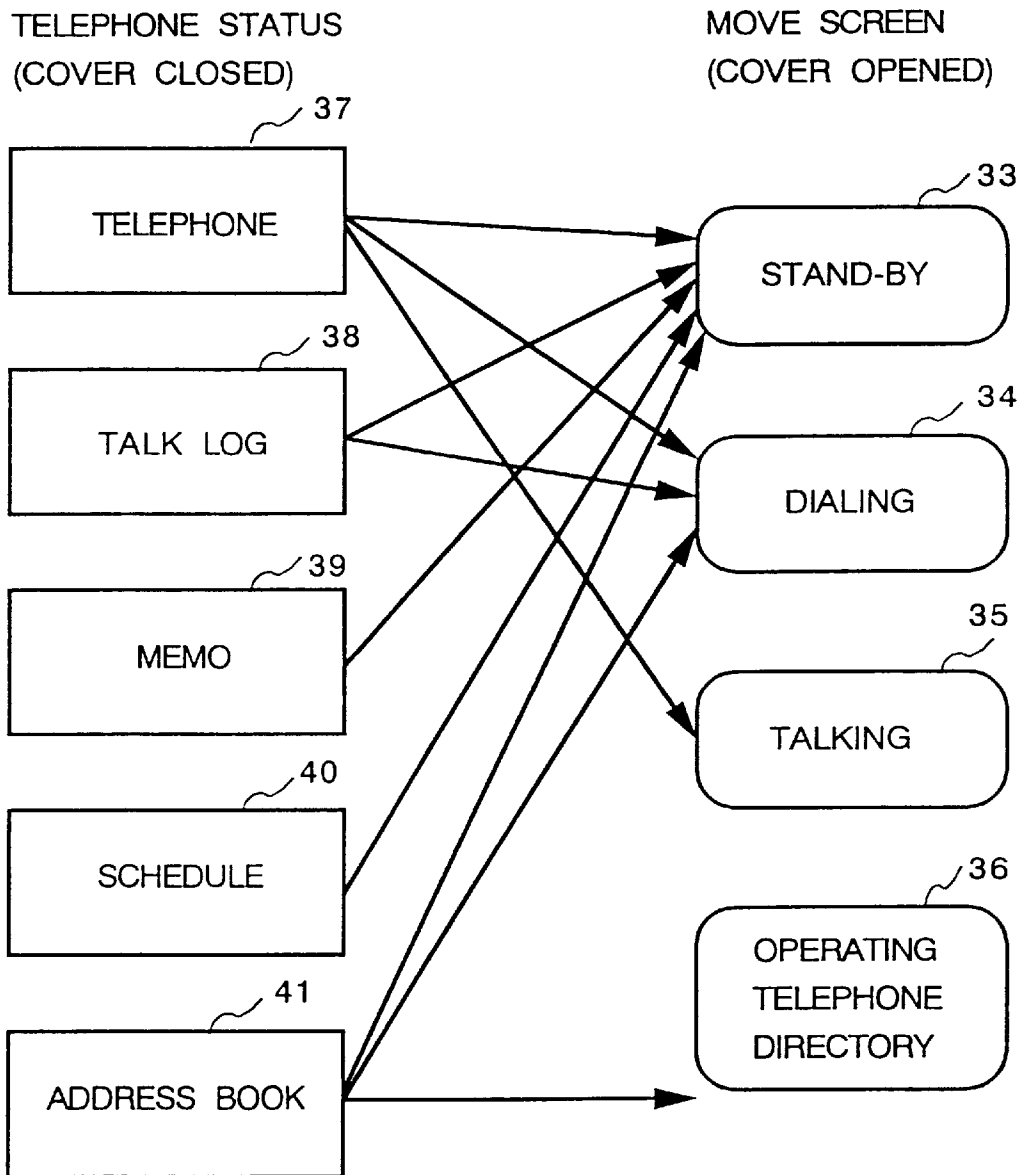 TELEPHONE STATUS
(COVER CLOSED)
MOVE SCREEN
(COVER OPENED)
37
TELEPHONE
38
TALK LOG
39
MEMO
40
SCHEDULE
41
ADDRESS BOOK
33
STAND-BY
34
DIALING
35
TALKING
36
OPERATING
TELEPHONE
DIRECTORY